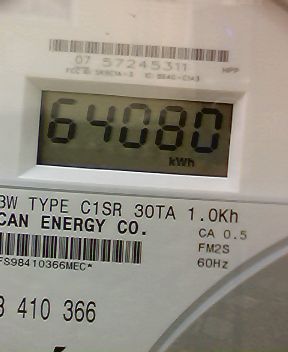 07 57245311
HPP
64080
kWh
3W TYPE C1SR 30TA 1.0Kh
CAN ENERGY CO.
CA 0.5
FM2S
60Hz
FS98410366MEC*
3 410 366